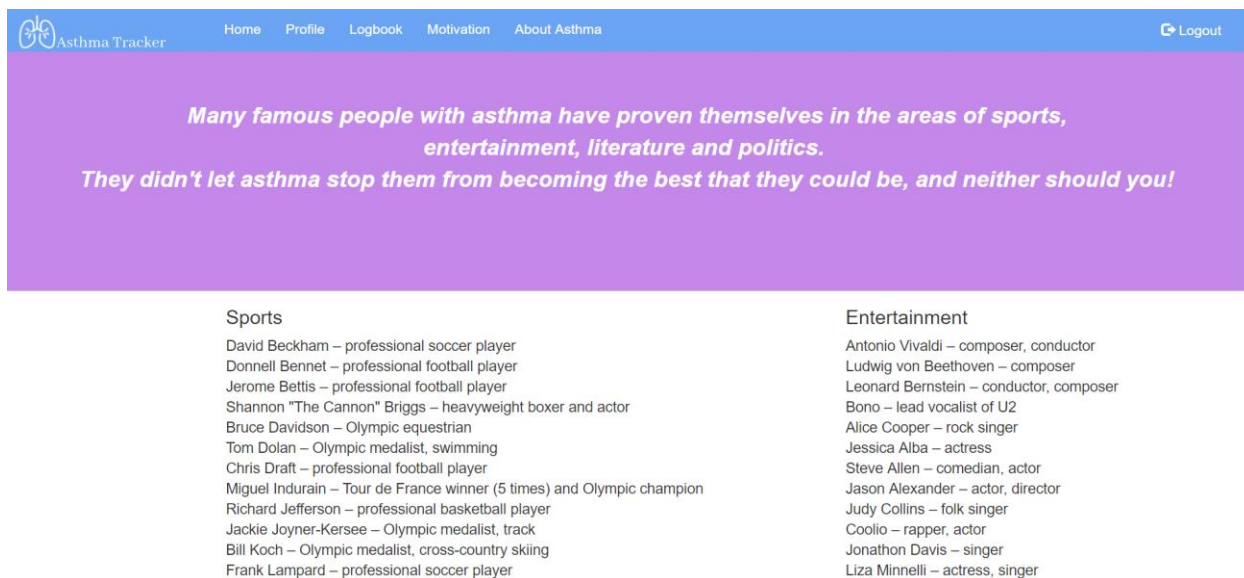 Asthma Tracker
Home Profile Logbook Motivation About Asthma
Logout
Many famous people with asthma have proven themselves in the areas of sports,
entertainment, literature and politics.
They didn't let asthma stop them from becoming the best that they could be, and neither should you!
Sports
David Beckham – professional soccer player
Donnell Bennet – professional football player
Jerome Bettis – professional football player
Shannon "The Cannon" Briggs – heavyweight boxer and actor
Bruce Davidson – Olympic equestrian
Tom Dolan – Olympic medalist, swimming
Chris Draft – professional football player
Miguel Indurain – Tour de France winner (5 times) and Olympic champion
Richard Jefferson – professional basketball player
Jackie Joyner-Kersee – Olympic medalist, track
Bill Koch – Olympic medalist, cross-country skiing
Frank Lampard – professional soccer player
Entertainment
Antonio Vivaldi – composer, conductor
Ludwig von Beethoven – composer
Leonard Bernstein – conductor, composer
Bono – lead vocalist of U2
Alice Cooper – rock singer
Jessica Alba – actress
Steve Allen – comedian, actor
Jason Alexander – actor, director
Judy Collins – folk singer
Coolio – rapper, actor
Jonathon Davis – singer
Liza Minnelli – actress, singer